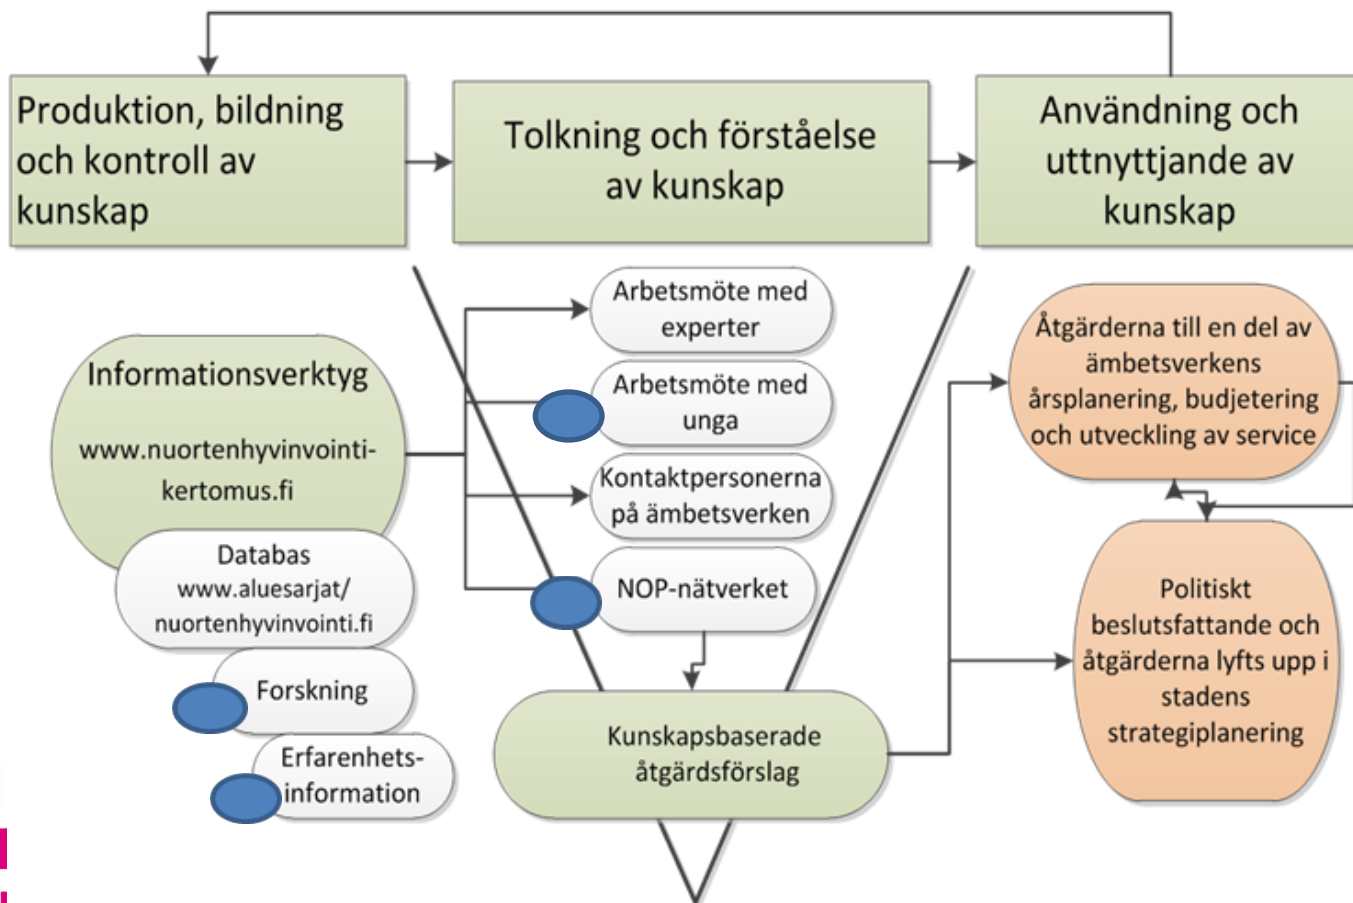 Produktion, bildning
och kontroll av
kunskap
Tolkning och förståelse
av kunskap
Användning och
uttnyttjande av
kunskap
Informationsverktyg
www.nuortenhyvinvointi-
kertomus.fi
Databas
www.aluesarjat/
nuortenhyvinvointi.fi
Forskning
Erfarenhets-
information
Arbetsmöte med
experter
Arbetsmöte med
unga
Kontaktpersonerna
på ämbetsverken
NOP-nätverket
Kunskapsbaserade
åtgärdsförslag
Åtgärderna till en del av
ämbetsverkens
årsplanering, budjetering
och utveckling av service
Politiskt
beslutsfattande och
åtgärderna lyfts upp i
stadens
strategiplanering